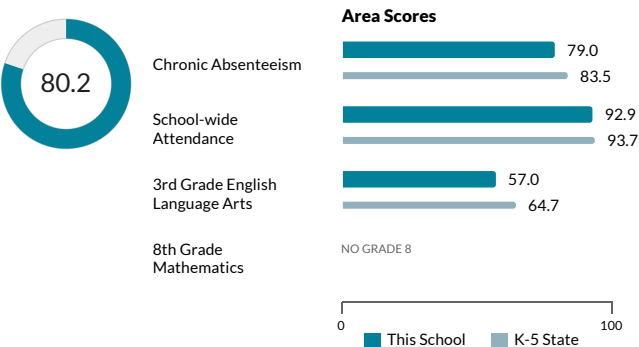 Area Scores
80.2
Chronic Absenteeism
79.0
83.5
School-wide
Attendance
92.9
93.7
3rd Grade English
Language Arts
57.0
64.7
8th Grade
Mathematics
NO GRADE 8
0
100
This School
K-5 State